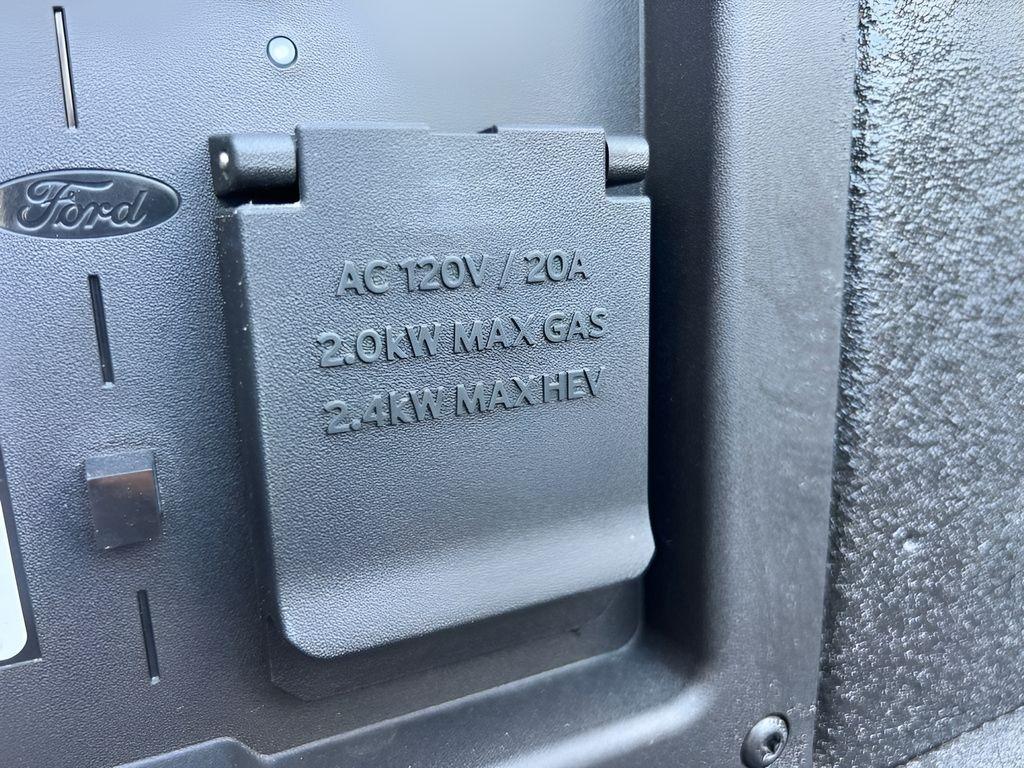 Ford
AC 120V / 20A
2.0kW MAX GAS
2.4kW MAX HEV